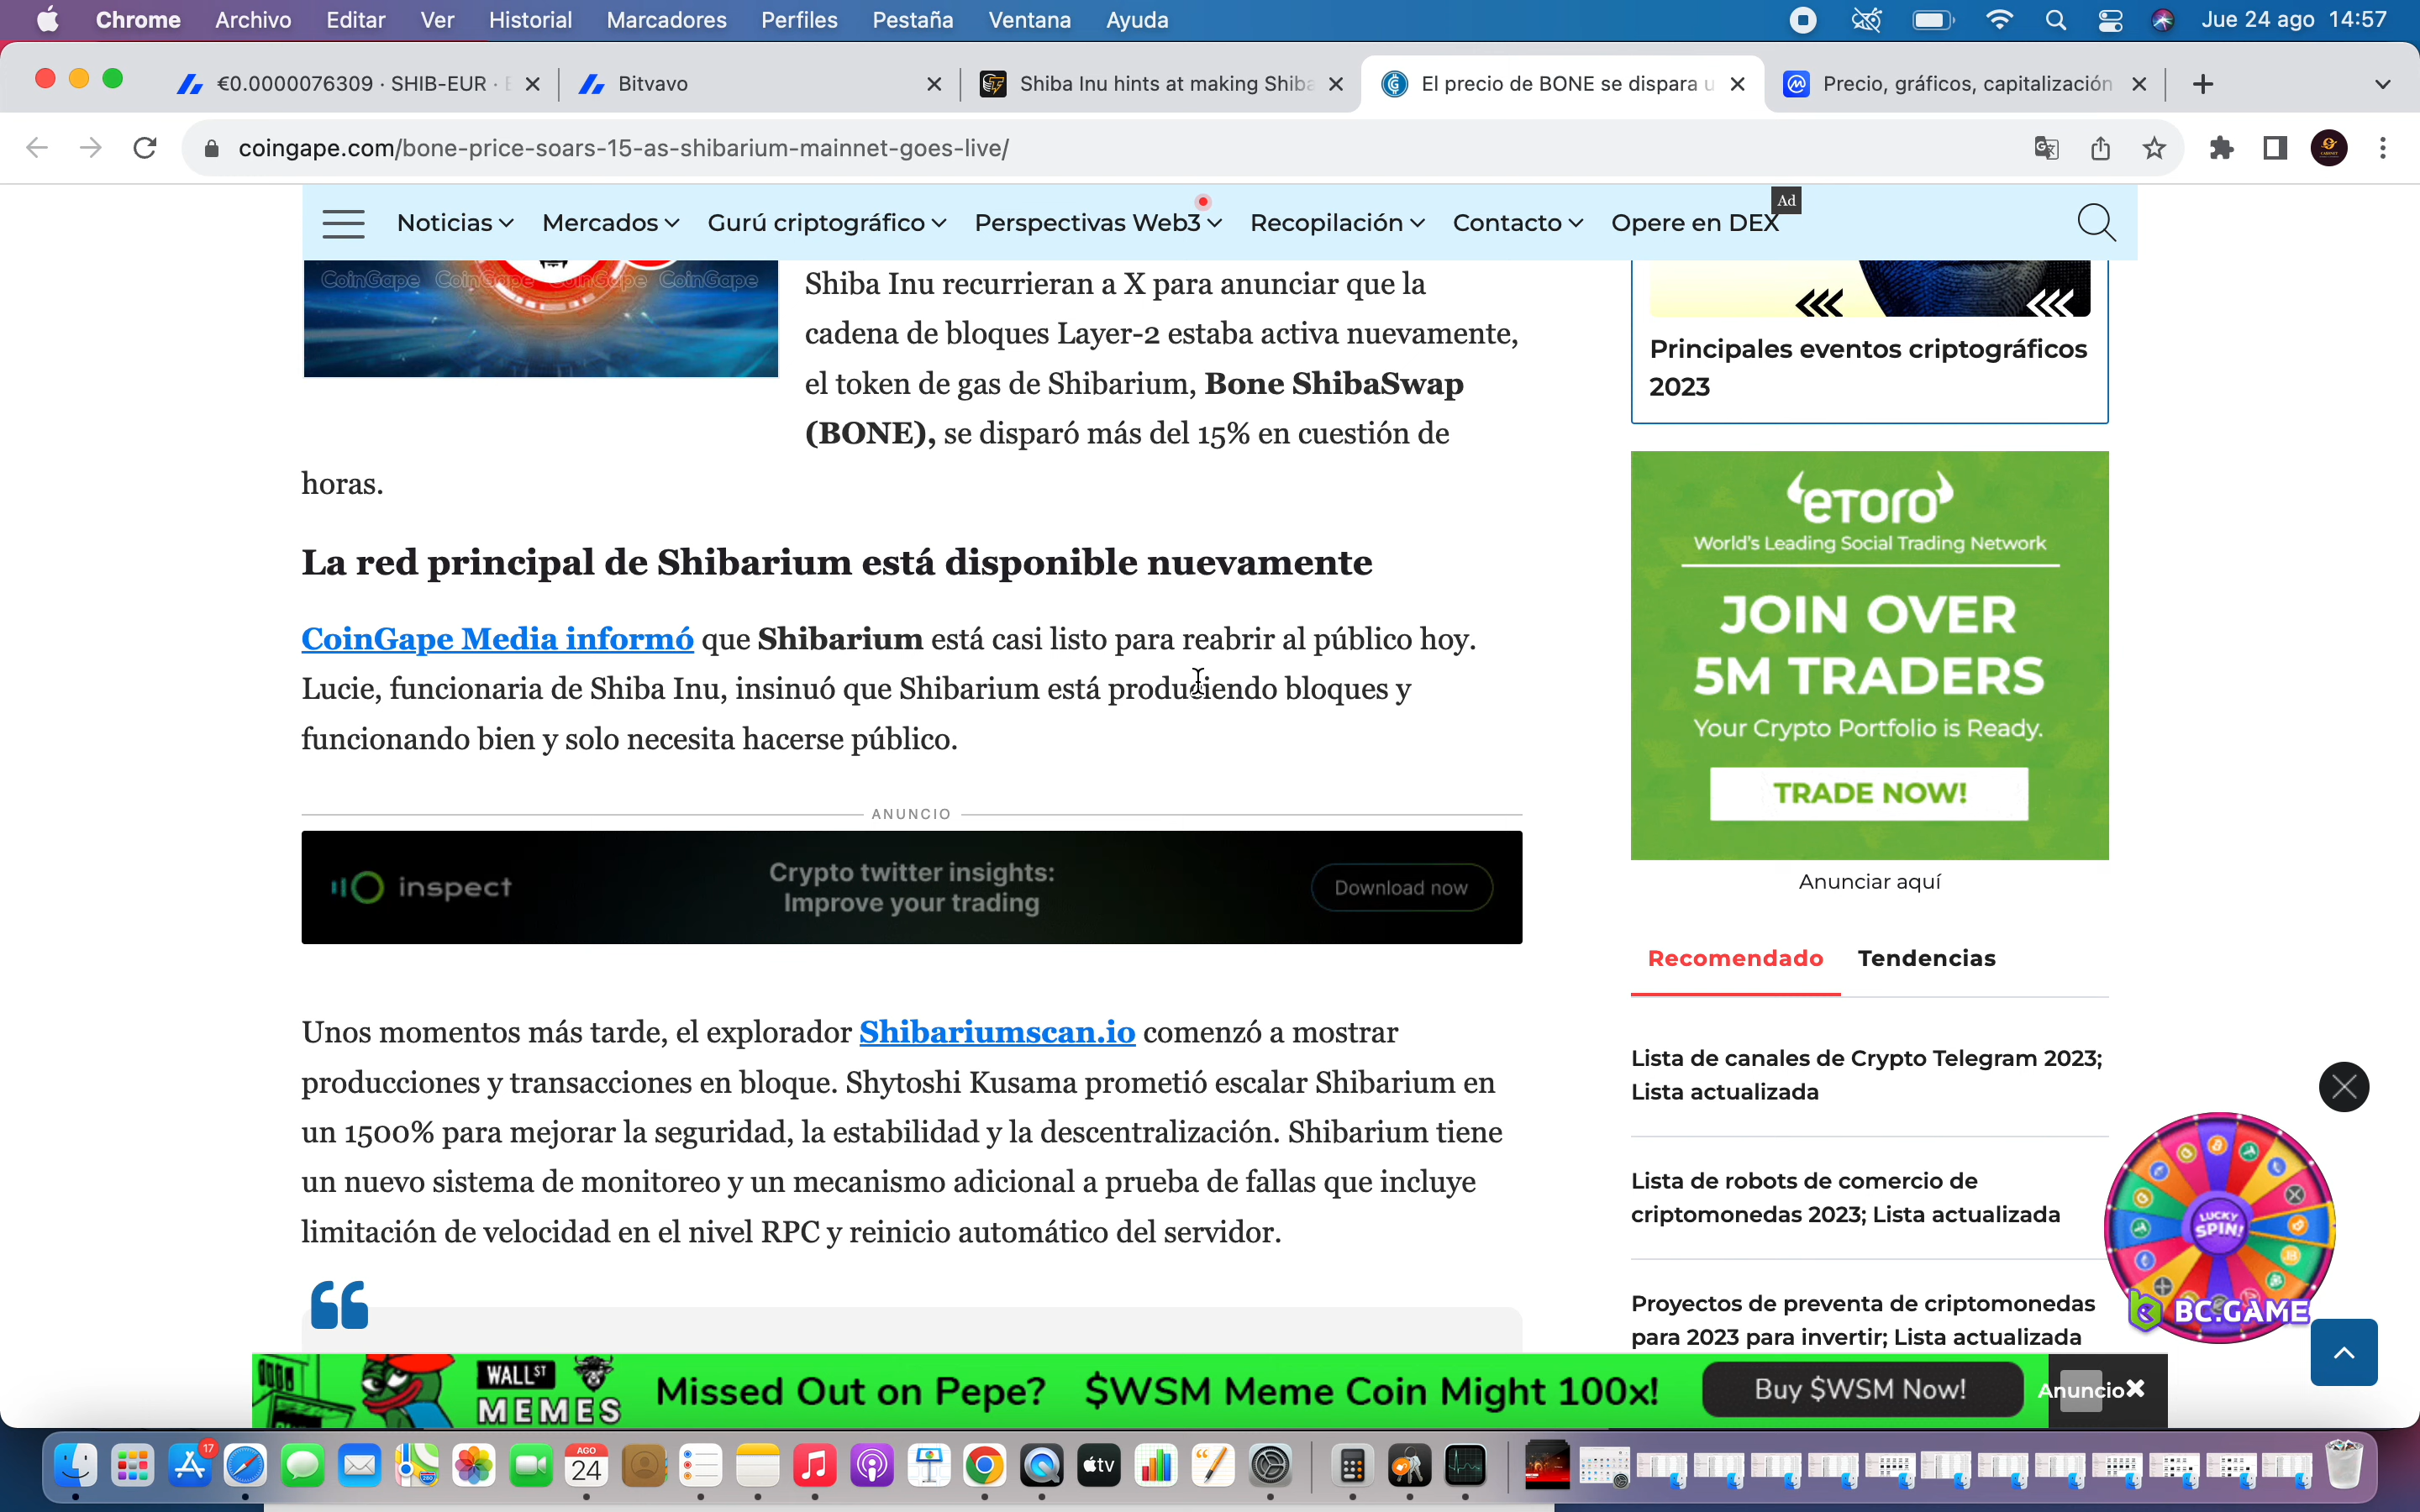 Chrome Archivo Editar Ver Historial Marcadores Perfiles Pestaña Ventana Ayuda Jue 24 ago 14:57
€0.0000076309 · SHIB-EUR · Bitvavo Shiba Inu hints at making Shiba El precio de BONE se dispara u Precio, gráficos, capitalización
coingape.com/bone-price-soars-15-as-shibarium-mainnet-goes-live/
Ad
Noticias Mercados Gurú criptográfico Perspectivas Web3 Recopilación Contacto Opere en DEX
CoinGape CoinGape CoinGape CoinGape
Shiba Inu recurrieran a X para anunciar que la
cadena de bloques Layer-2 estaba activa nuevamente,
el token de gas de Shibarium, Bone ShibaSwap
(BONE), se disparó más del 15% en cuestión de
horas.
La red principal de Shibarium está disponible nuevamente
CoinGape Media informó que Shibarium está casi listo para reabrir al público hoy.
Lucie, funcionaria de Shiba Inu, insinuó que Shibarium está produciendo bloques y
funcionando bien y solo necesita hacerse público.
ANUNCIO
inspect
Crypto twitter insights:
Improve your trading
Download now
Unos momentos más tarde, el explorador Shibariumscan.io comenzó a mostrar
producciones y transacciones en bloque. Shytoshi Kusama prometió escalar Shibarium en
un 1500% para mejorar la seguridad, la estabilidad y la descentralización. Shibarium tiene
un nuevo sistema de monitoreo y un mecanismo adicional a prueba de fallas que incluye
limitación de velocidad en el nivel RPC y reinicio automático del servidor.
Principales eventos criptográficos
2023
eTORO
World's Leading Social Trading Network
JOIN OVER
5M TRADERS
Your Crypto Portfolio is Ready.
TRADE NOW!
Anunciar aquí
Recomendado Tendencias
Lista de canales de Crypto Telegram 2023;
Lista actualizada
Lista de robots de comercio de
criptomonedas 2023; Lista actualizada
Proyectos de preventa de criptomonedas
para 2023 para invertir; Lista actualizada
LUCKY
SPIN!
BC.GAME
WALL ST
MEMES
Missed Out on Pepe? $WSM Meme Coin Might 100x!
Buy $WSM Now!
Anuncio
17
AGO
24
280
tv